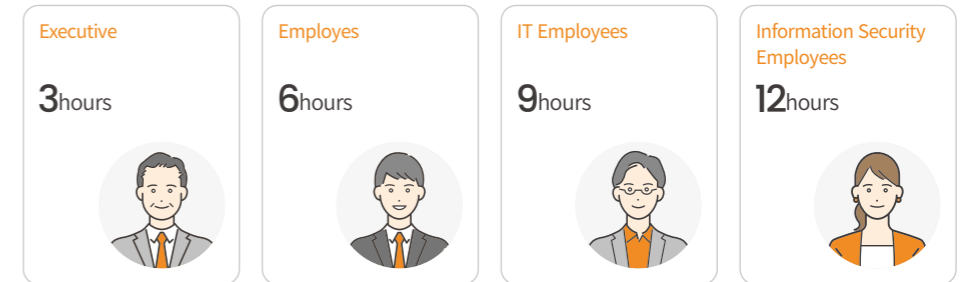 Executive
3hours
Employes
6hours
IT Employees
9hours
Information Security
Employees
12hours